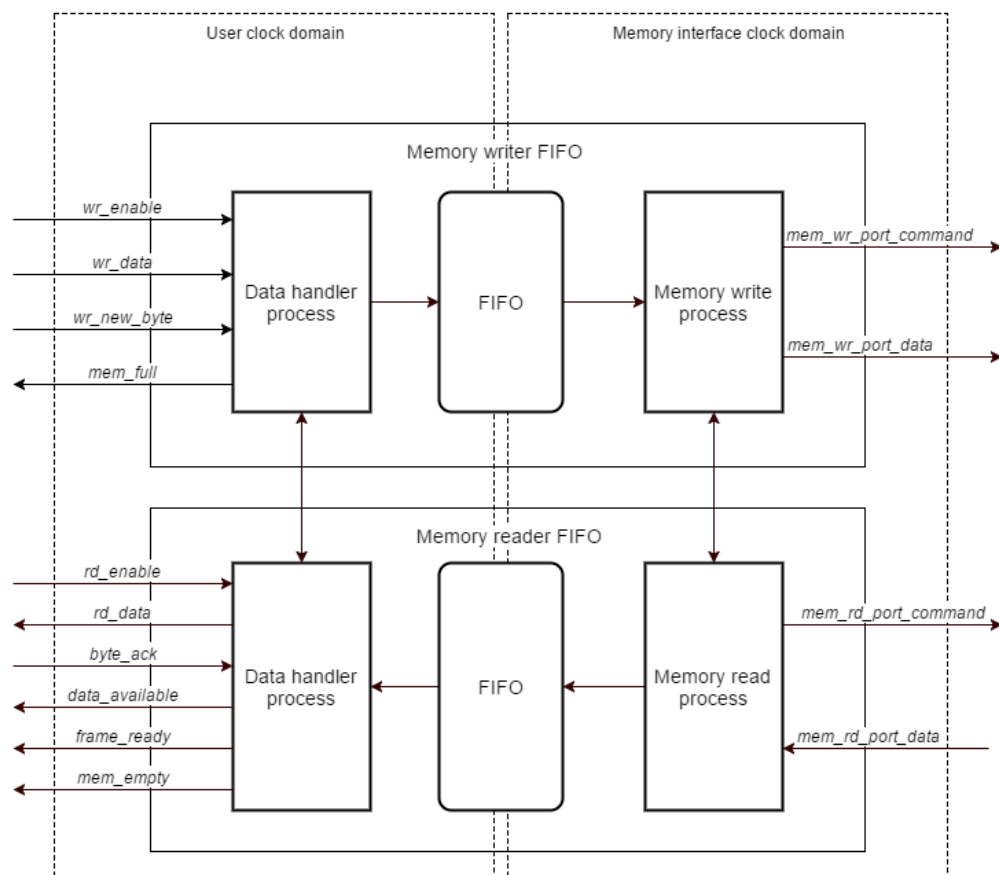 User clock domain
Memory interface clock domain
Memory writer FIFO
wr_enable
wr_data
wr_new_byte
mem_full
Data handler
process
FIFO
Memory write
process
mem_wr_port_command
mem_wr_port_data
Memory reader FIFO
rd_enable
rd_data
byte_ack
data_available
frame_ready
mem_empty
Data handler
process
FIFO
Memory read
process
mem_rd_port_command
mem_rd_port_data